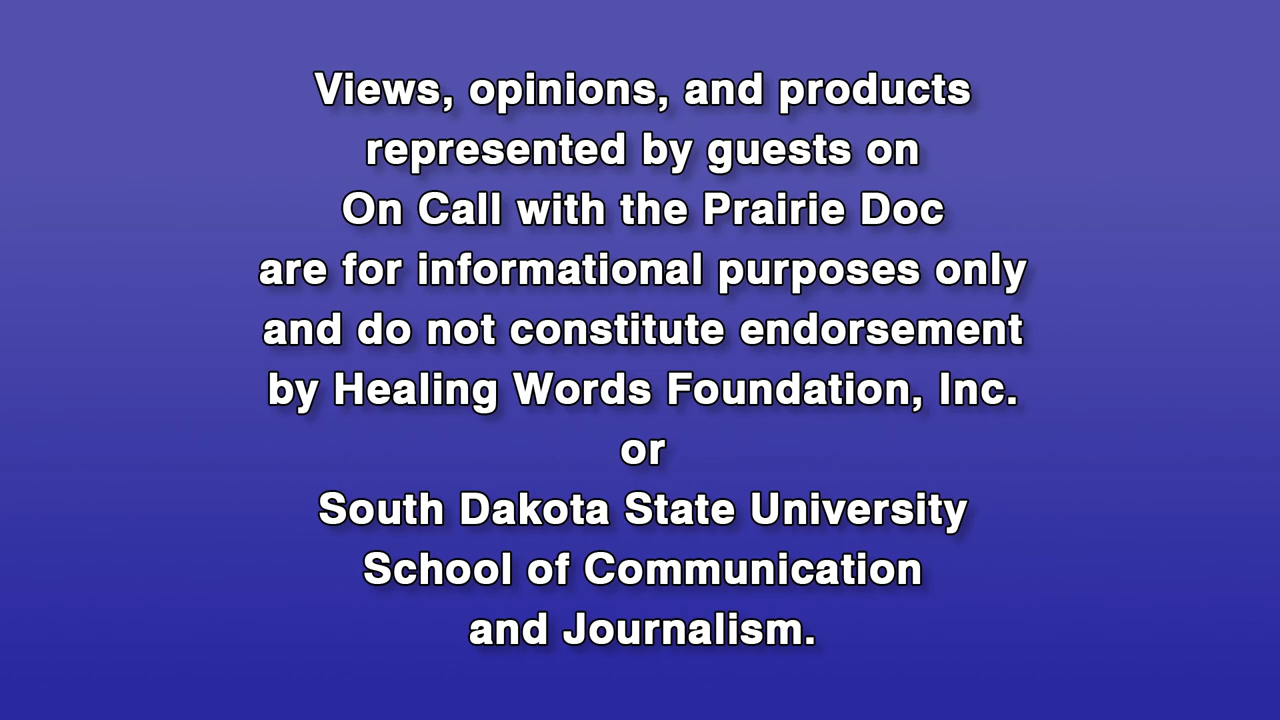 Views, opinions, and products
represented by guests on
On Call with the Prairie Doc
are for informational purposes only
and do not constitute endorsement
by Healing Words Foundation, Inc.
or
South Dakota State University
School of Communication
and Journalism.